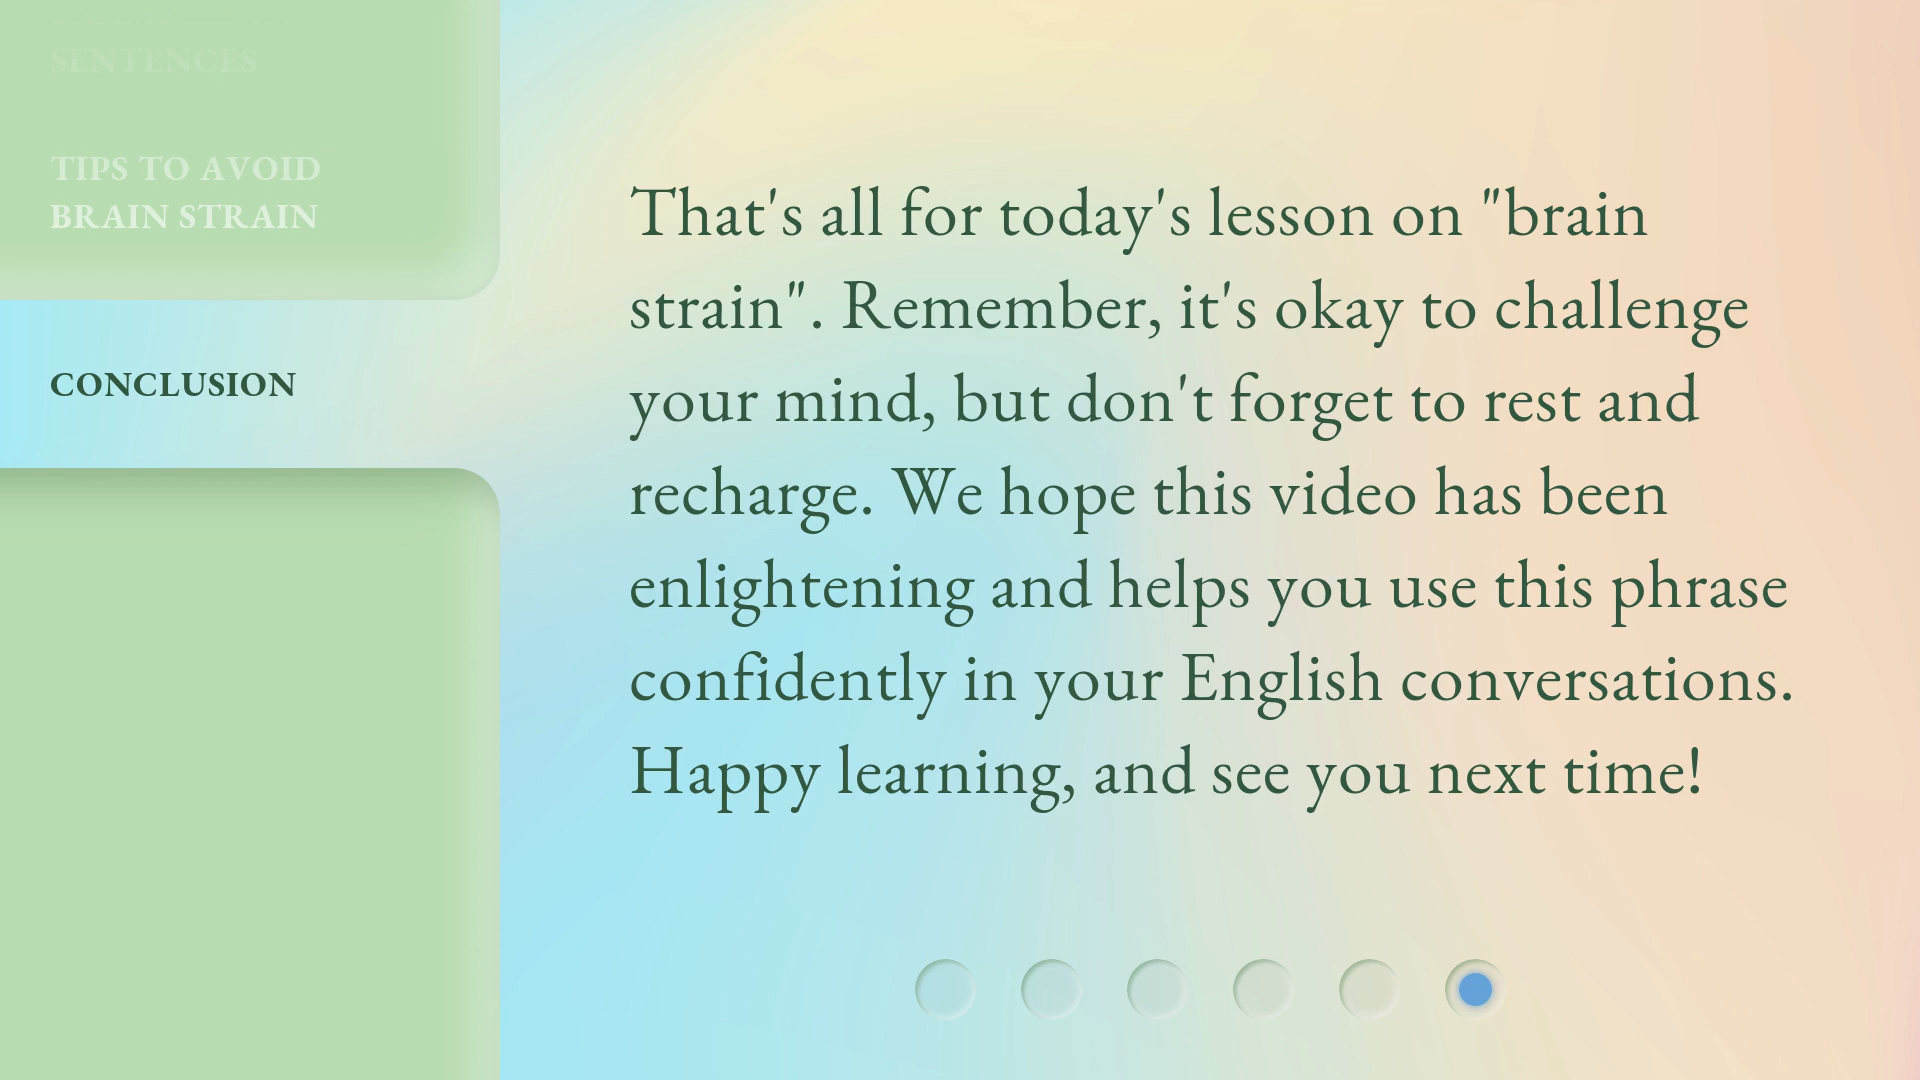 SENTENCES
TIPS TO AVOID
BRAIN STRAIN
CONCLUSION
That's all for today's lesson on "brain
strain". Remember, it's okay to challenge
your mind, but don't forget to rest and
recharge. We hope this video has been
enlightening and helps you use this phrase
confidently in your English conversations.
Happy learning, and see you next time!